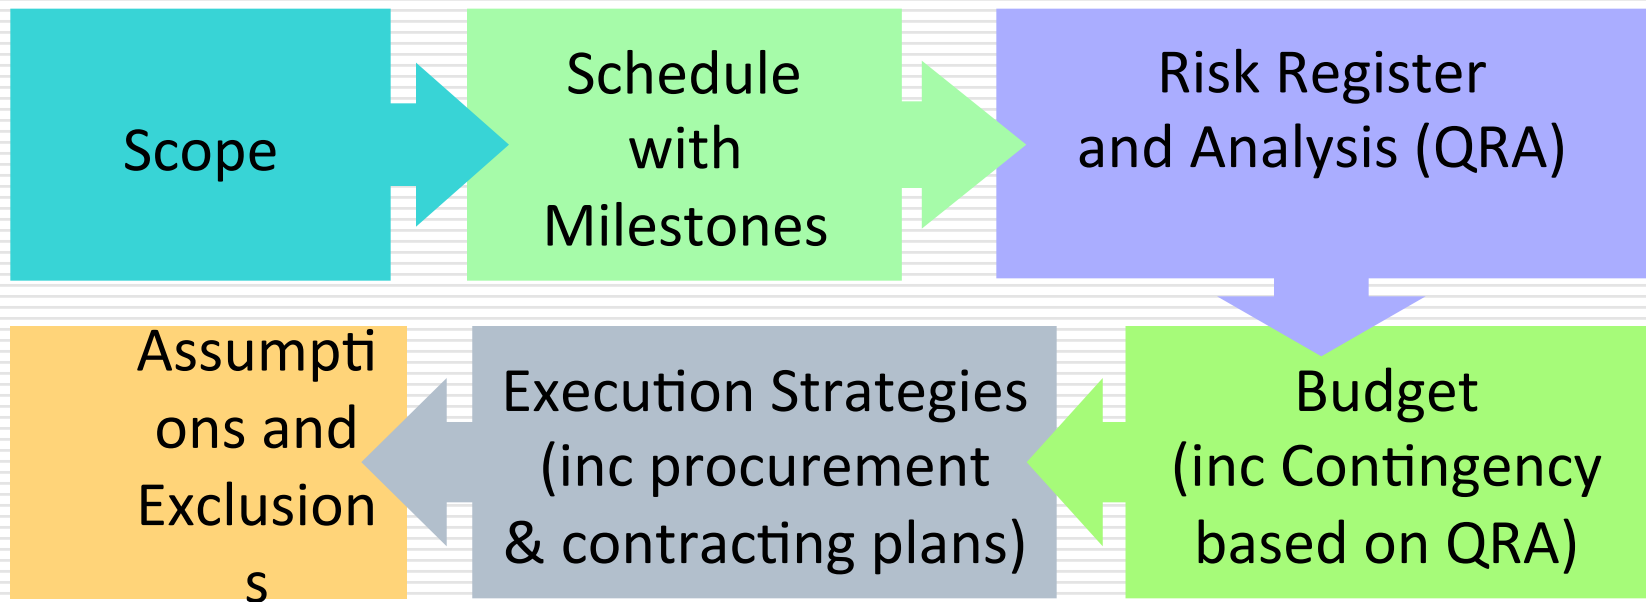 Scope
Schedule
with
Milestones
Risk Register
and Analysis (QRA)
Assumpti
ons and
Exclusion
s
Execution Strategies
(inc procurement
& contracting plans)
Budget
(inc Contingency
based on QRA)